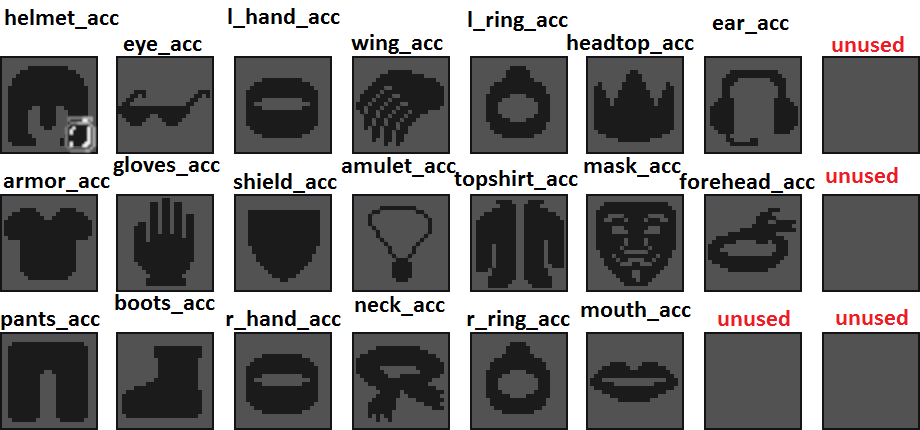 helmet_acc
eye_acc
l_hand_acc
wing_acc
l_ring_acc
headtop_acc
ear_acc
unused
armor_acc
gloves_acc
shield_acc
amulet_acc
topshirt_acc
mask_acc
forehead_acc
unused
pants_acc
boots_acc
r_hand_acc
neck_acc
r_ring_acc
mouth_acc
unused
unused